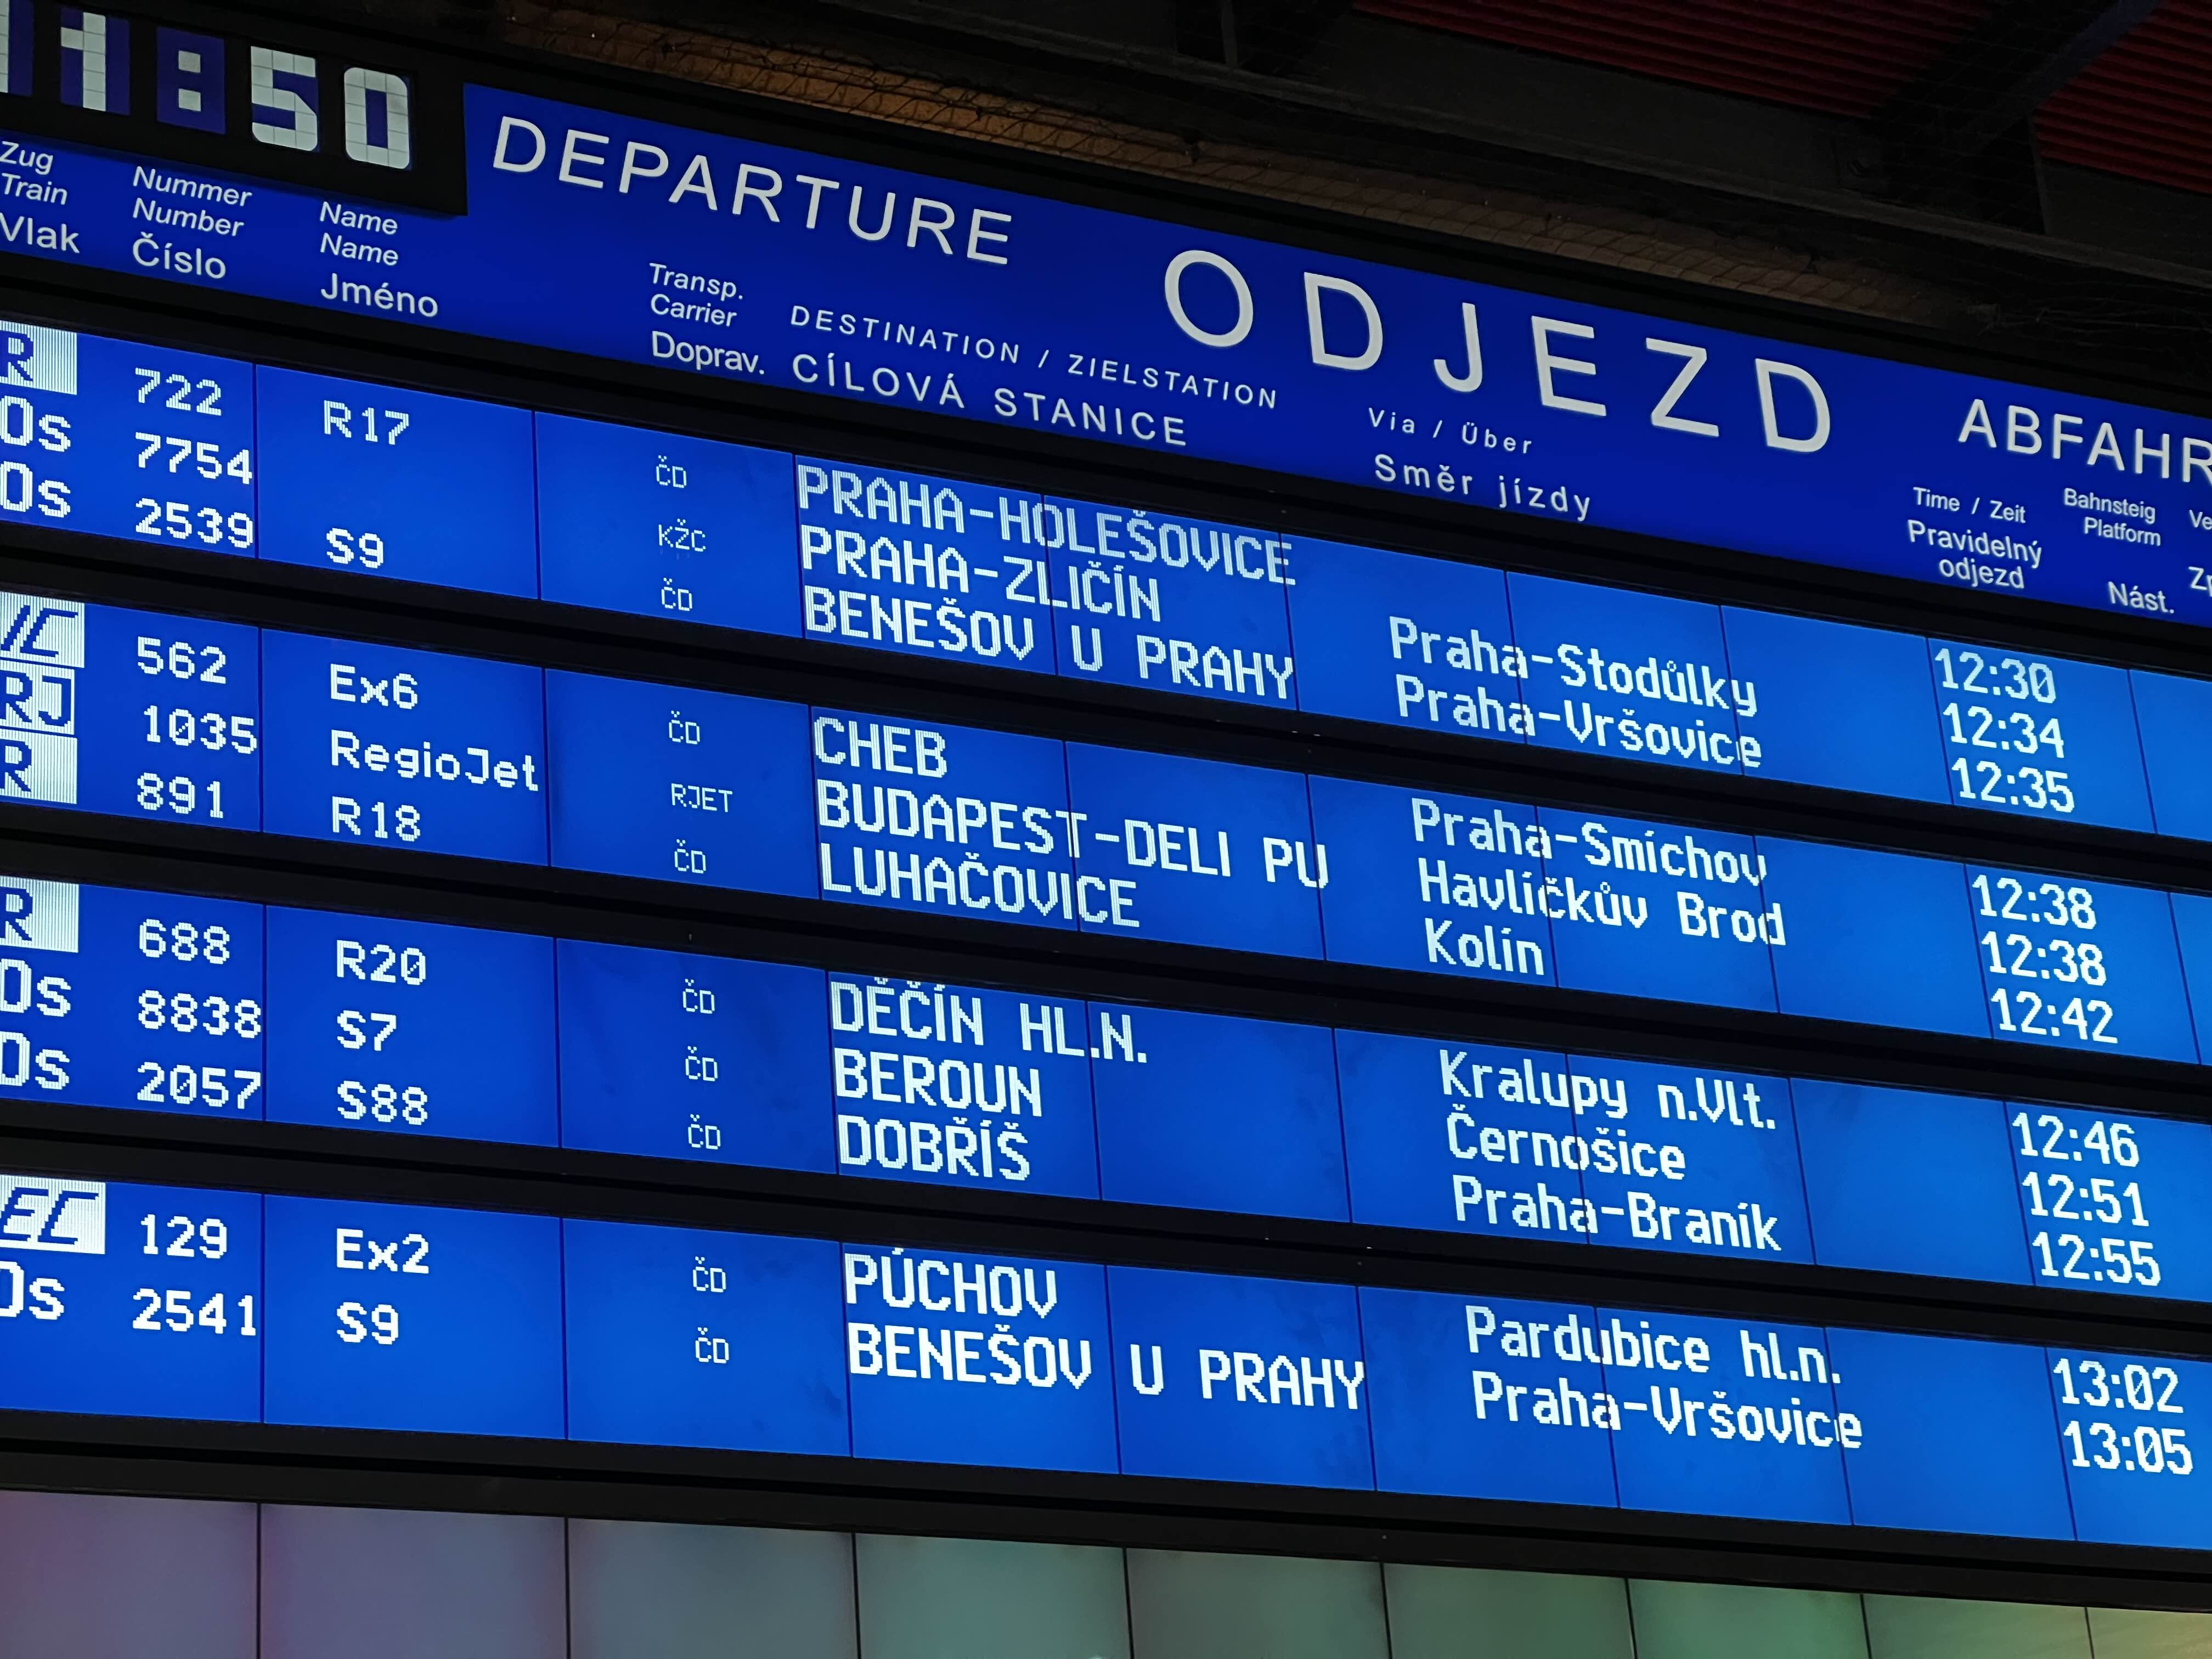 11:50
DEPARTURE ODJEZD ABFAHR
Zug Nummer Name
Train Number Name
Vlak Číslo Jméno
Transp.
Carrier DESTINATION / ZIELSTATION
Doprav. CÍLOVÁ STANICE
Via / Über
Směr jízdy
Time / Zeit Bahnsteig
Pravidelný Platform
odjezd Nást.
R 722 R17 ČD PRAHA-HOLEŠOVICE 12:30
Os 7754 KŽC PRAHA-ZLIČÍN Praha-Stodůlky 12:34
Os 2539 S9 ČD BENEŠOV U PRAHY Praha-Vršovice 12:35
IC 562 Ex6 ČD CHEB Praha-Smíchov 12:38
RJ 1035 RegioJet RJET BUDAPEST-DELI PU Havlíčkův Brod 12:38
R 891 R18 ČD LUHAČOVICE Kolín 12:42
R 688 R20 ČD DĚČÍN HL.N. Kralupy n.Vlt. 12:46
Os 8838 S7 ČD BEROUN Černošice 12:51
Os 2057 S88 ČD DOBŘÍŠ Praha-Braník 12:55
EC 129 Ex2 ČD PÚCHOV Pardubice hl.n. 13:02
Os 2541 S9 ČD BENEŠOV U PRAHY Praha-Vršovice 13:05